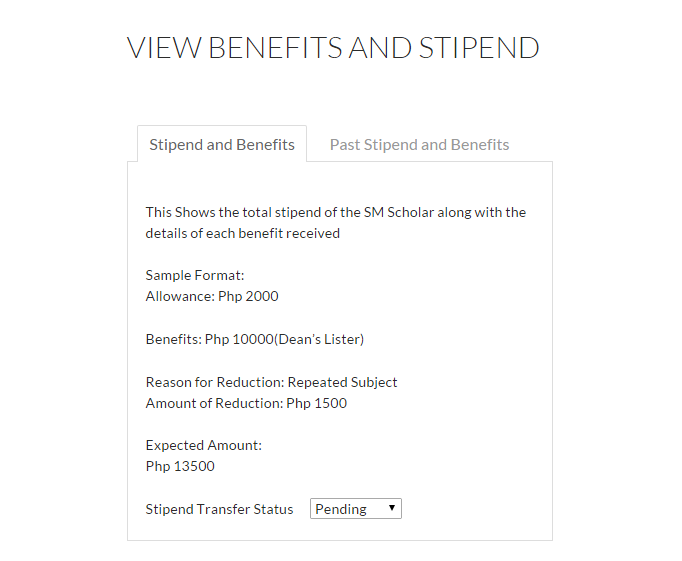 VIEW BENEFITS AND STIPEND
Stipend and Benefits
Past Stipend and Benefits
This Shows the total stipend of the SM Scholar along with the
details of each benefit received
Sample Format:
Allowance: Php 2000
Benefits: Php 10000(Dean's Lister)
Reason for Reduction: Repeated Subject
Amount of Reduction: Php 1500
Expected Amount:
Php 13500
Stipend Transfer Status
Pending